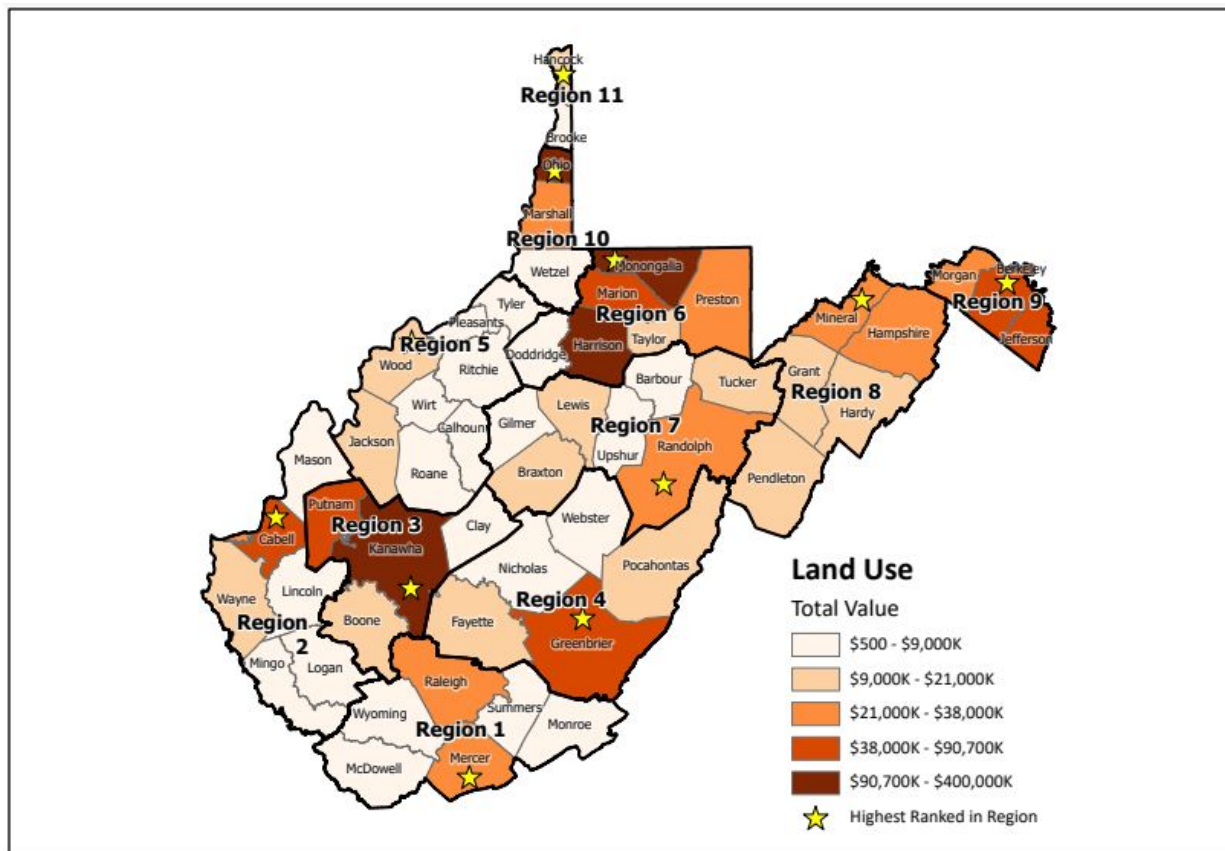 Hancock
Region 11
Brooke
Ohio
Marshall
Region 10
Wetzel
Monongalia
Marion
Preston
Region 6
Taylor
Harrison
Tyler
Pleasants
Doddridge
Region 5
Wood
Ritchie
Wirt
Calhoun
Jackson
Roane
Morgan
Berkeley
Region 9
Jefferson
Mineral
Hampshire
Grant
Region 8
Hardy
Pendleton
Barbour
Tucker
Lewis
Gilmer
Region 7
Randolph
Upshur
Braxton
Mason
Putnam
Region 3
Kanawha
Clay
Webster
Cabell
Nicholas
Pocahontas
Lincoln
Wayne
Region
2
Boone
Fayette
Region 4
Greenbrier
Mingo
Logan
Raleigh
Summers
Wyoming
Region 1
Monroe
Mercer
McDowell
Land Use
Total Value
$500 - $9,000K
$9,000K - $21,000K
$21,000K - $38,000K
$38,000K - $90,700K
$90,700K - $400,000K
Highest Ranked in Region